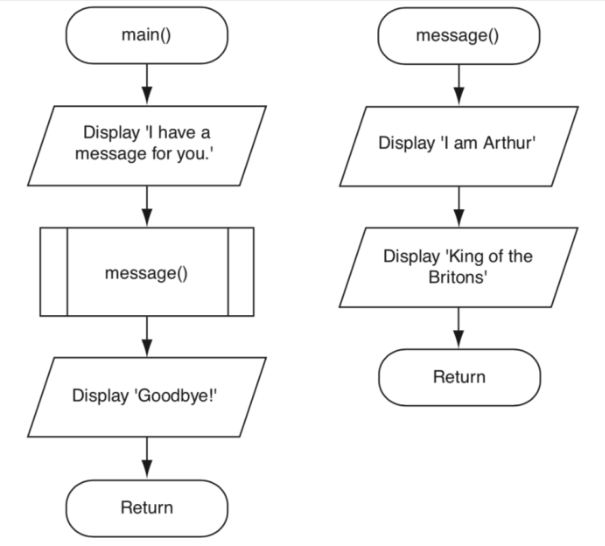 main()
Display 'I have a
message for you.'
message()
Display 'Goodbye!'
Return
message()
Display 'I am Arthur'
Display 'King of the
Britons'
Return